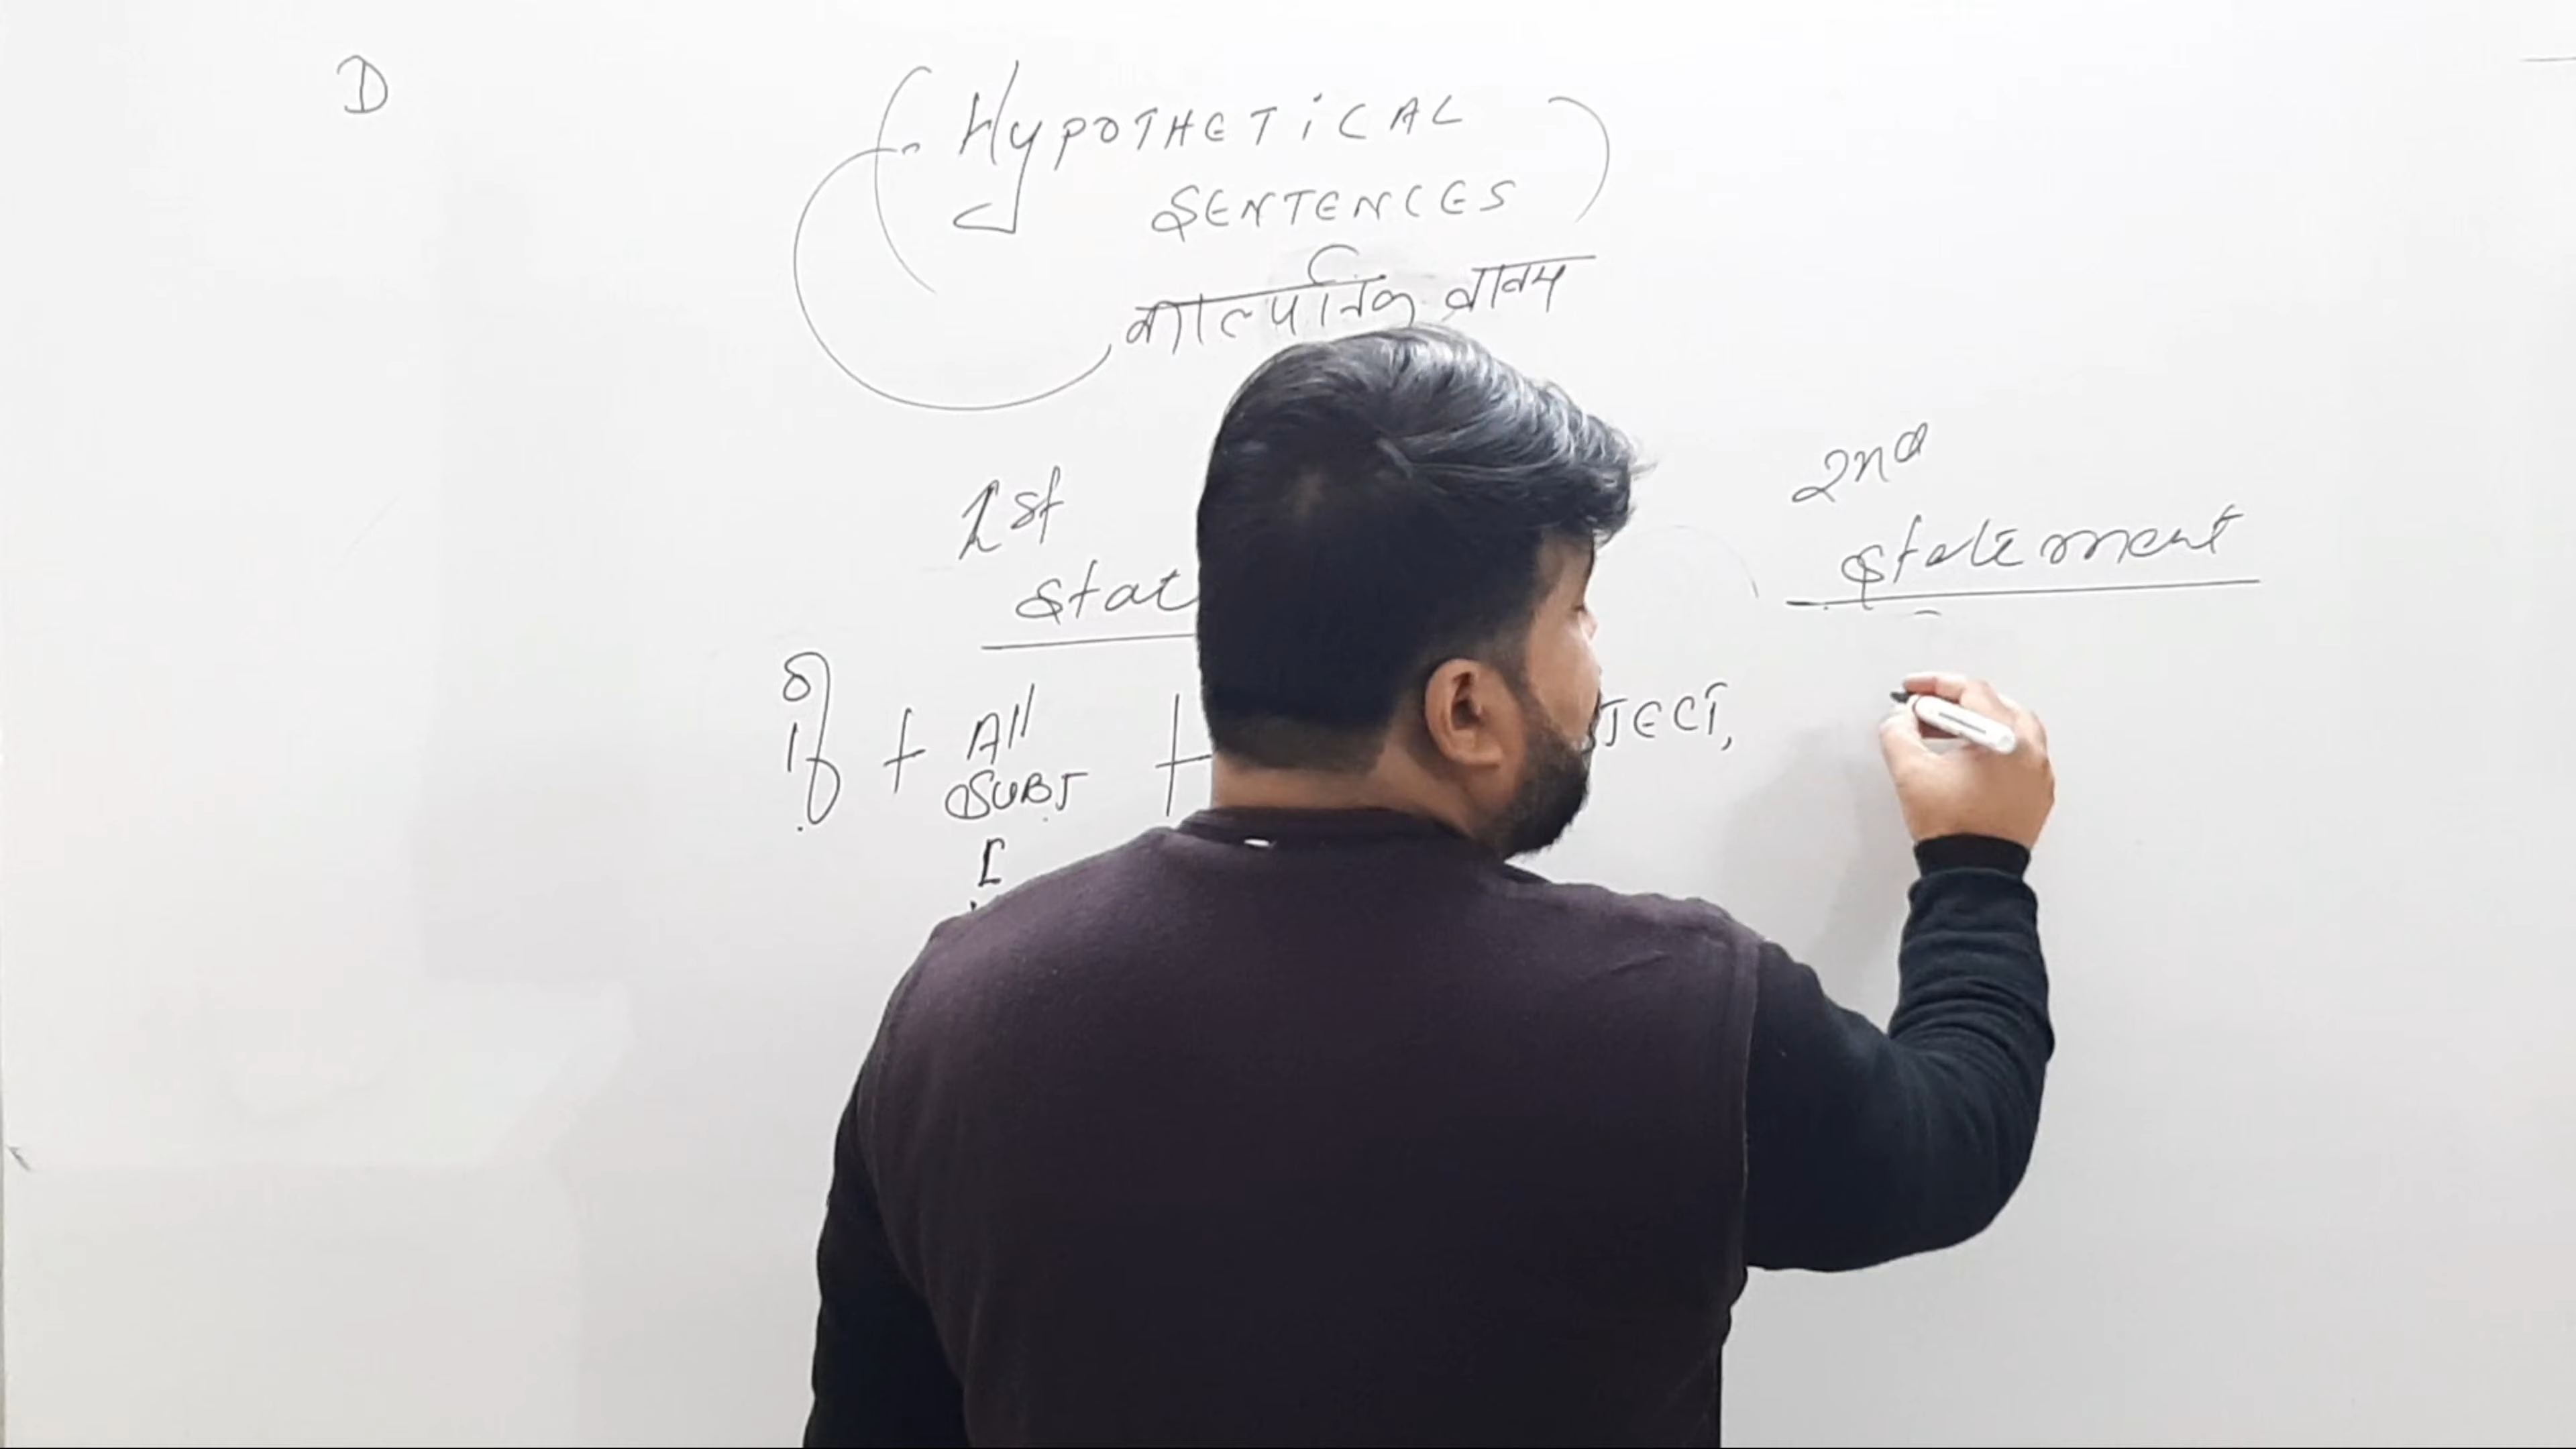 D
HYPOTHETICAL
SENTENCES
काल्पनिक वाक्य
1st
Stat
2nd
Statement
If + All + JECT,
SUBJ
I